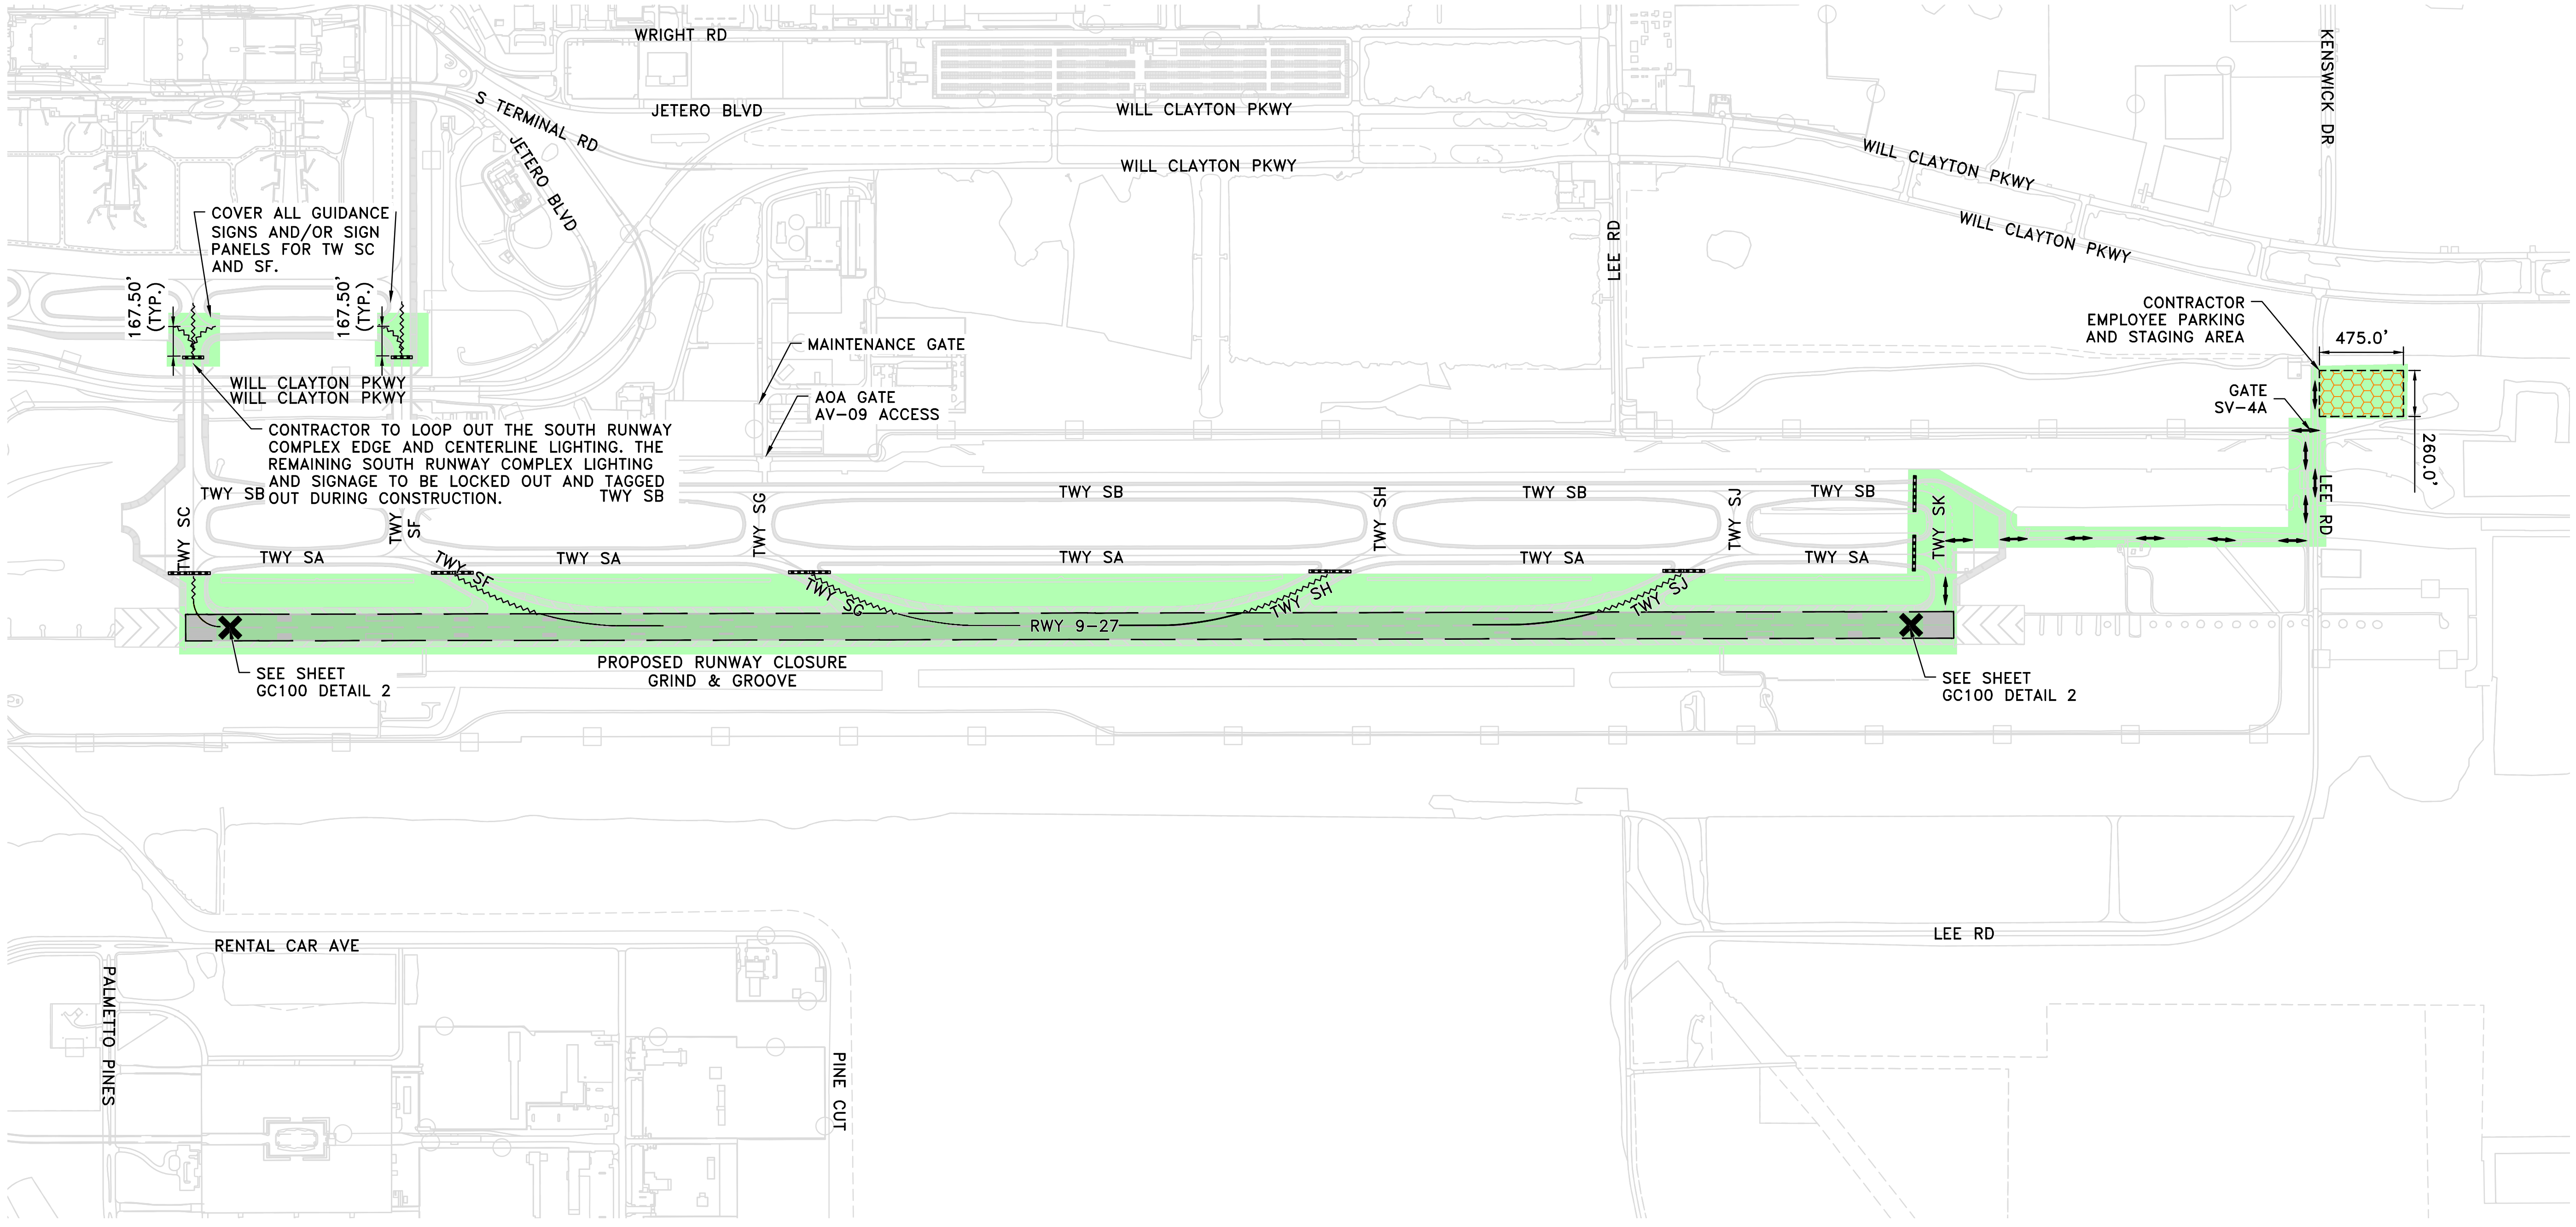 WRIGHT RD
KENSWICK DR
S TERMINAL RD
JETERO BLVD
WILL CLAYTON PKWY
JETERO BLVD
WILL CLAYTON PKWY
WILL CLAYTON PKWY
WILL CLAYTON PKWY
LEE RD
COVER ALL GUIDANCE
SIGNS AND/OR SIGN
PANELS FOR TW SC
AND SF.
167.50'
(TYP.)
167.50'
(TYP.)
CONTRACTOR
EMPLOYEE PARKING
AND STAGING AREA
475.0'
260.0'
GATE
SV-4A
LEE RD
MAINTENANCE GATE
AOA GATE
AV-09 ACCESS
WILL CLAYTON PKWY
WILL CLAYTON PKWY
CONTRACTOR TO LOOP OUT THE SOUTH RUNWAY
COMPLEX EDGE AND CENTERLINE LIGHTING. THE
REMAINING SOUTH RUNWAY COMPLEX LIGHTING
AND SIGNAGE TO BE LOCKED OUT AND TAGGED
OUT DURING CONSTRUCTION.
TWY SB
TWY SB
TWY SB
TWY SB
TWY SB
TWY SC
TWY
SF
TWY SG
TWY SH
TWY SJ
TWY SK
TWY SA
TWY SA
TWY SA
TWY SA
TWY SA
TWY SF
TWY SG
TWY SH
TWY SJ
RWY 9-27
SEE SHEET
GC100 DETAIL 2
PROPOSED RUNWAY CLOSURE
GRIND & GROOVE
SEE SHEET
GC100 DETAIL 2
RENTAL CAR AVE
LEE RD
PALMETTO PINES
PINE CUT